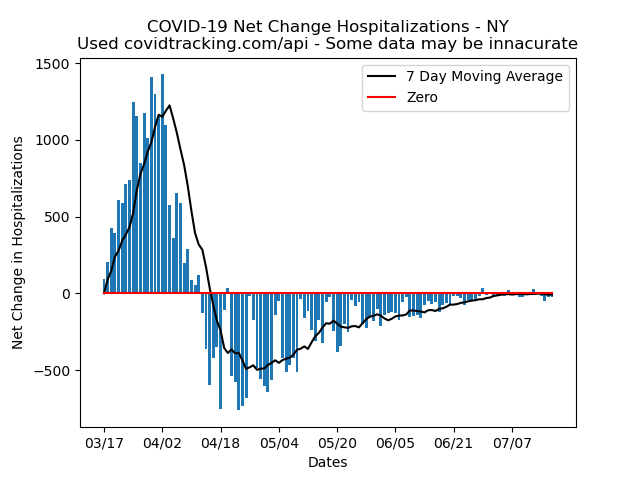 COVID-19 Net Change Hospitalizations - NY
Used covidtracking.com/api - Some data may be innacurate
7 Day Moving Average
Zero
Net Change in Hospitalizations
1500
1000
500
0
−500
03/17 04/02 04/18 05/04 05/20 06/05 06/21 07/07
Dates